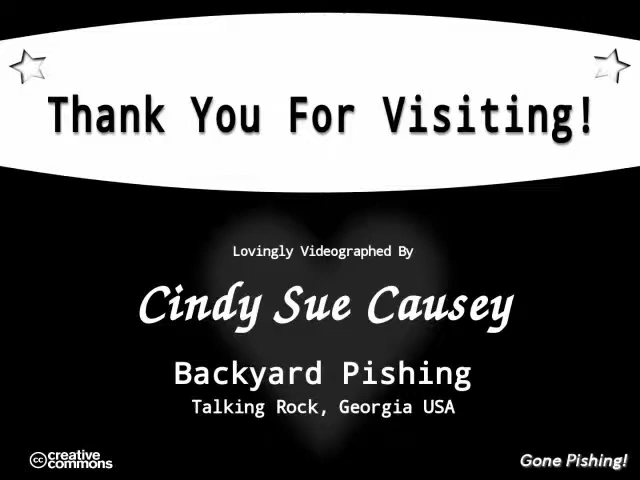 Thank You For Visiting!
Lovingly Videographed By
Cindy Sue Causey
Backyard Pishing
Talking Rock, Georgia USA
cc creative commons
Gone Pishing!